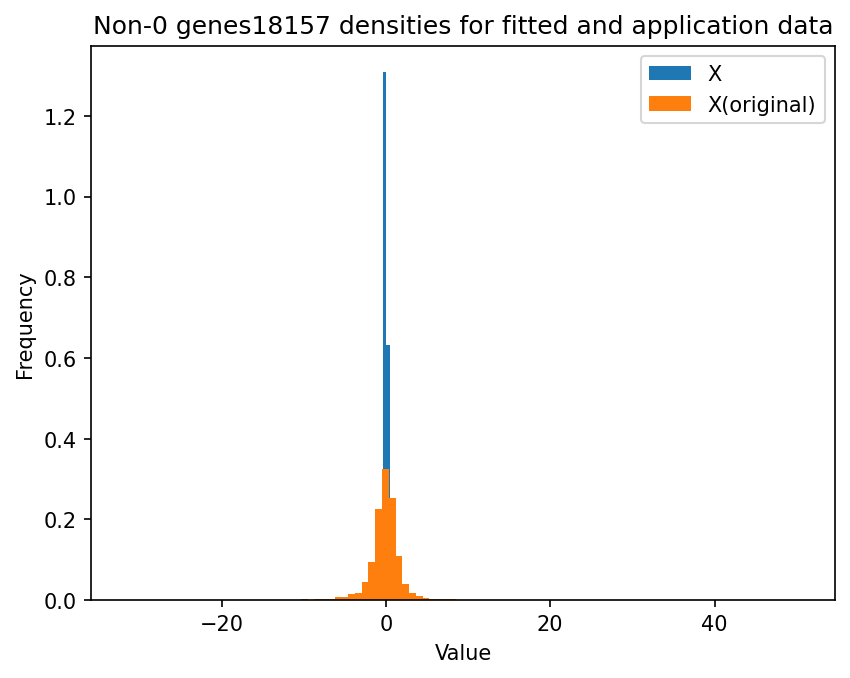 Non-0 genes18157 densities for fitted and application data
X
X(original)
1.2
1.0
0.8
0.6
0.4
0.2
0.0
Frequency
−20
0
20
40
Value